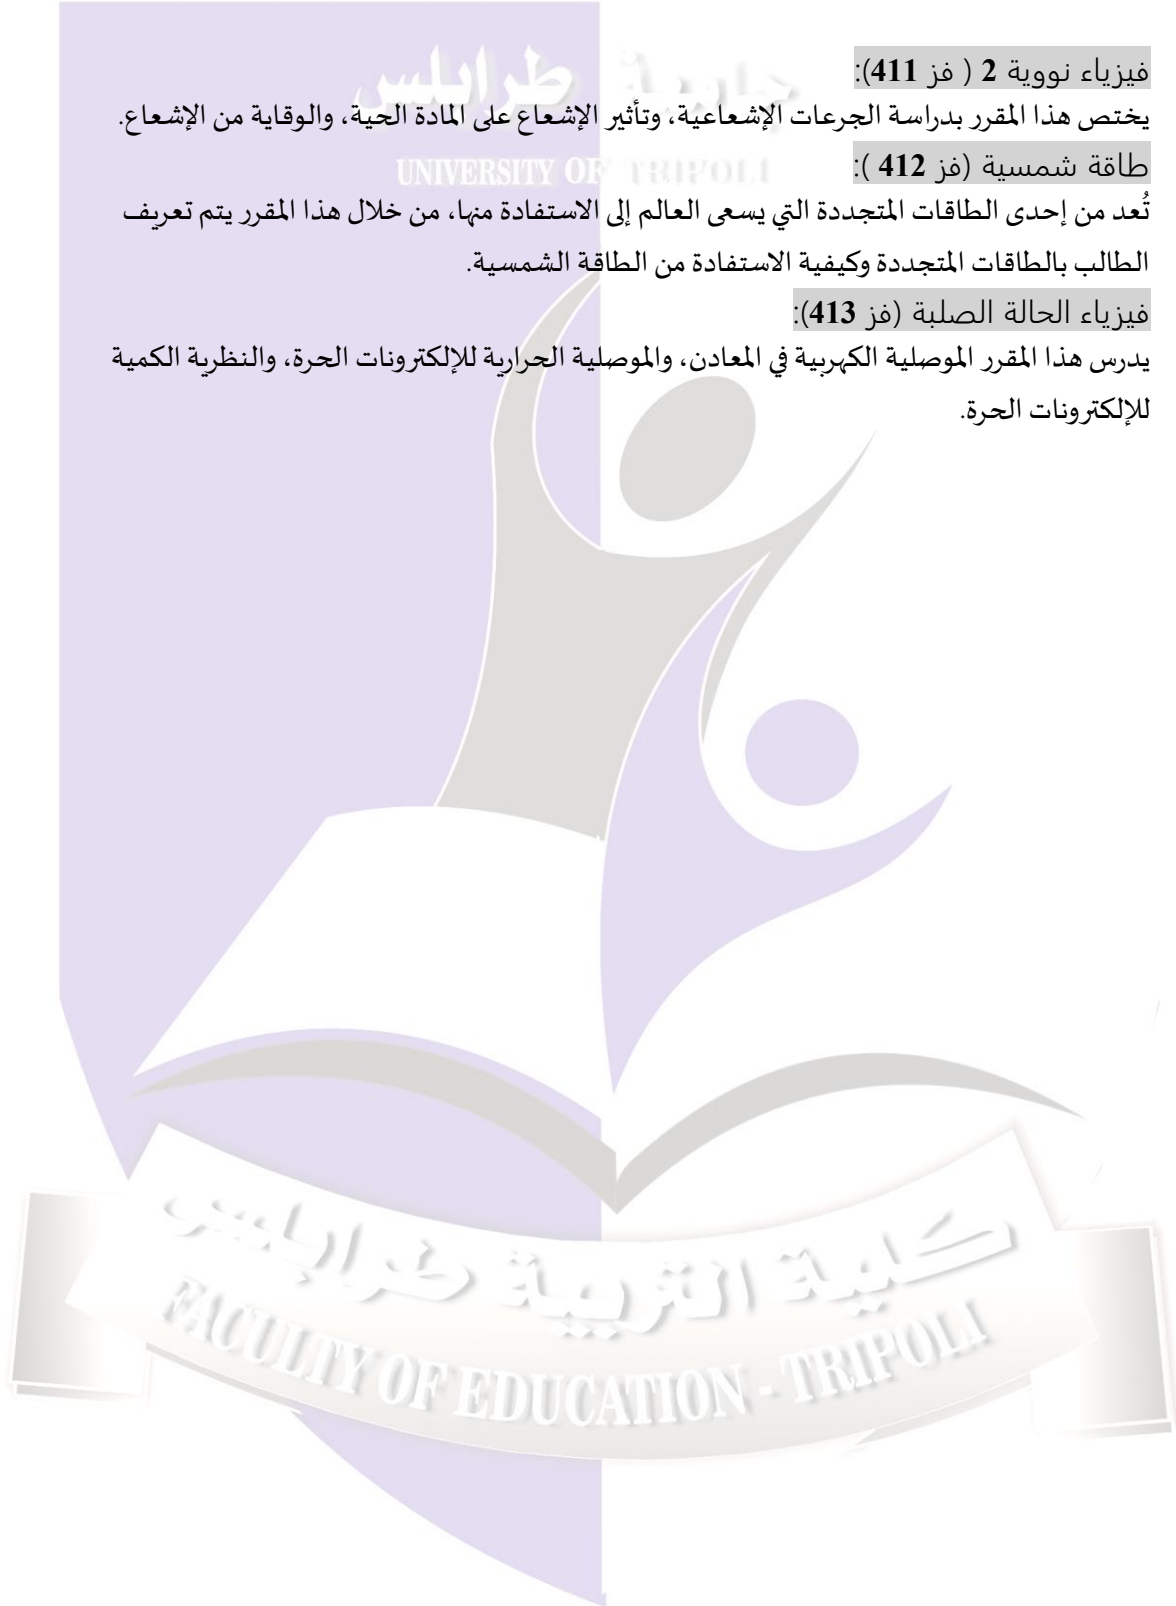 جامعة طرابلس
فيزياء نووية 2 ( فز 411):
يختص هذا المقرر بدراسة الجرعات الإشعاعية، وتأثير الإشعاع على المادة الحية، والوقاية من الإشعاع.
UNIVERSITY OF TRIPOLI
طاقة شمسية (فز 412 ):
تُعد من إحدى الطاقات المتجددة التي يسعى العالم إلى الاستفادة منها، من خلال هذا المقرر يتم تعريف
الطالب بالطاقات المتجددة وكيفية الاستفادة من الطاقة الشمسية.
فيزياء الحالة الصلبة (فز 413):
يدرس هذا المقرر الموصلية الكهربية في المعادن، والموصلية الحرارية للإلكترونات الحرة، والنظرية الكمية
للإلكترونات الحرة.
كلية التربية طرابلس
FACULTY OF EDUCATION - TRIPOLI